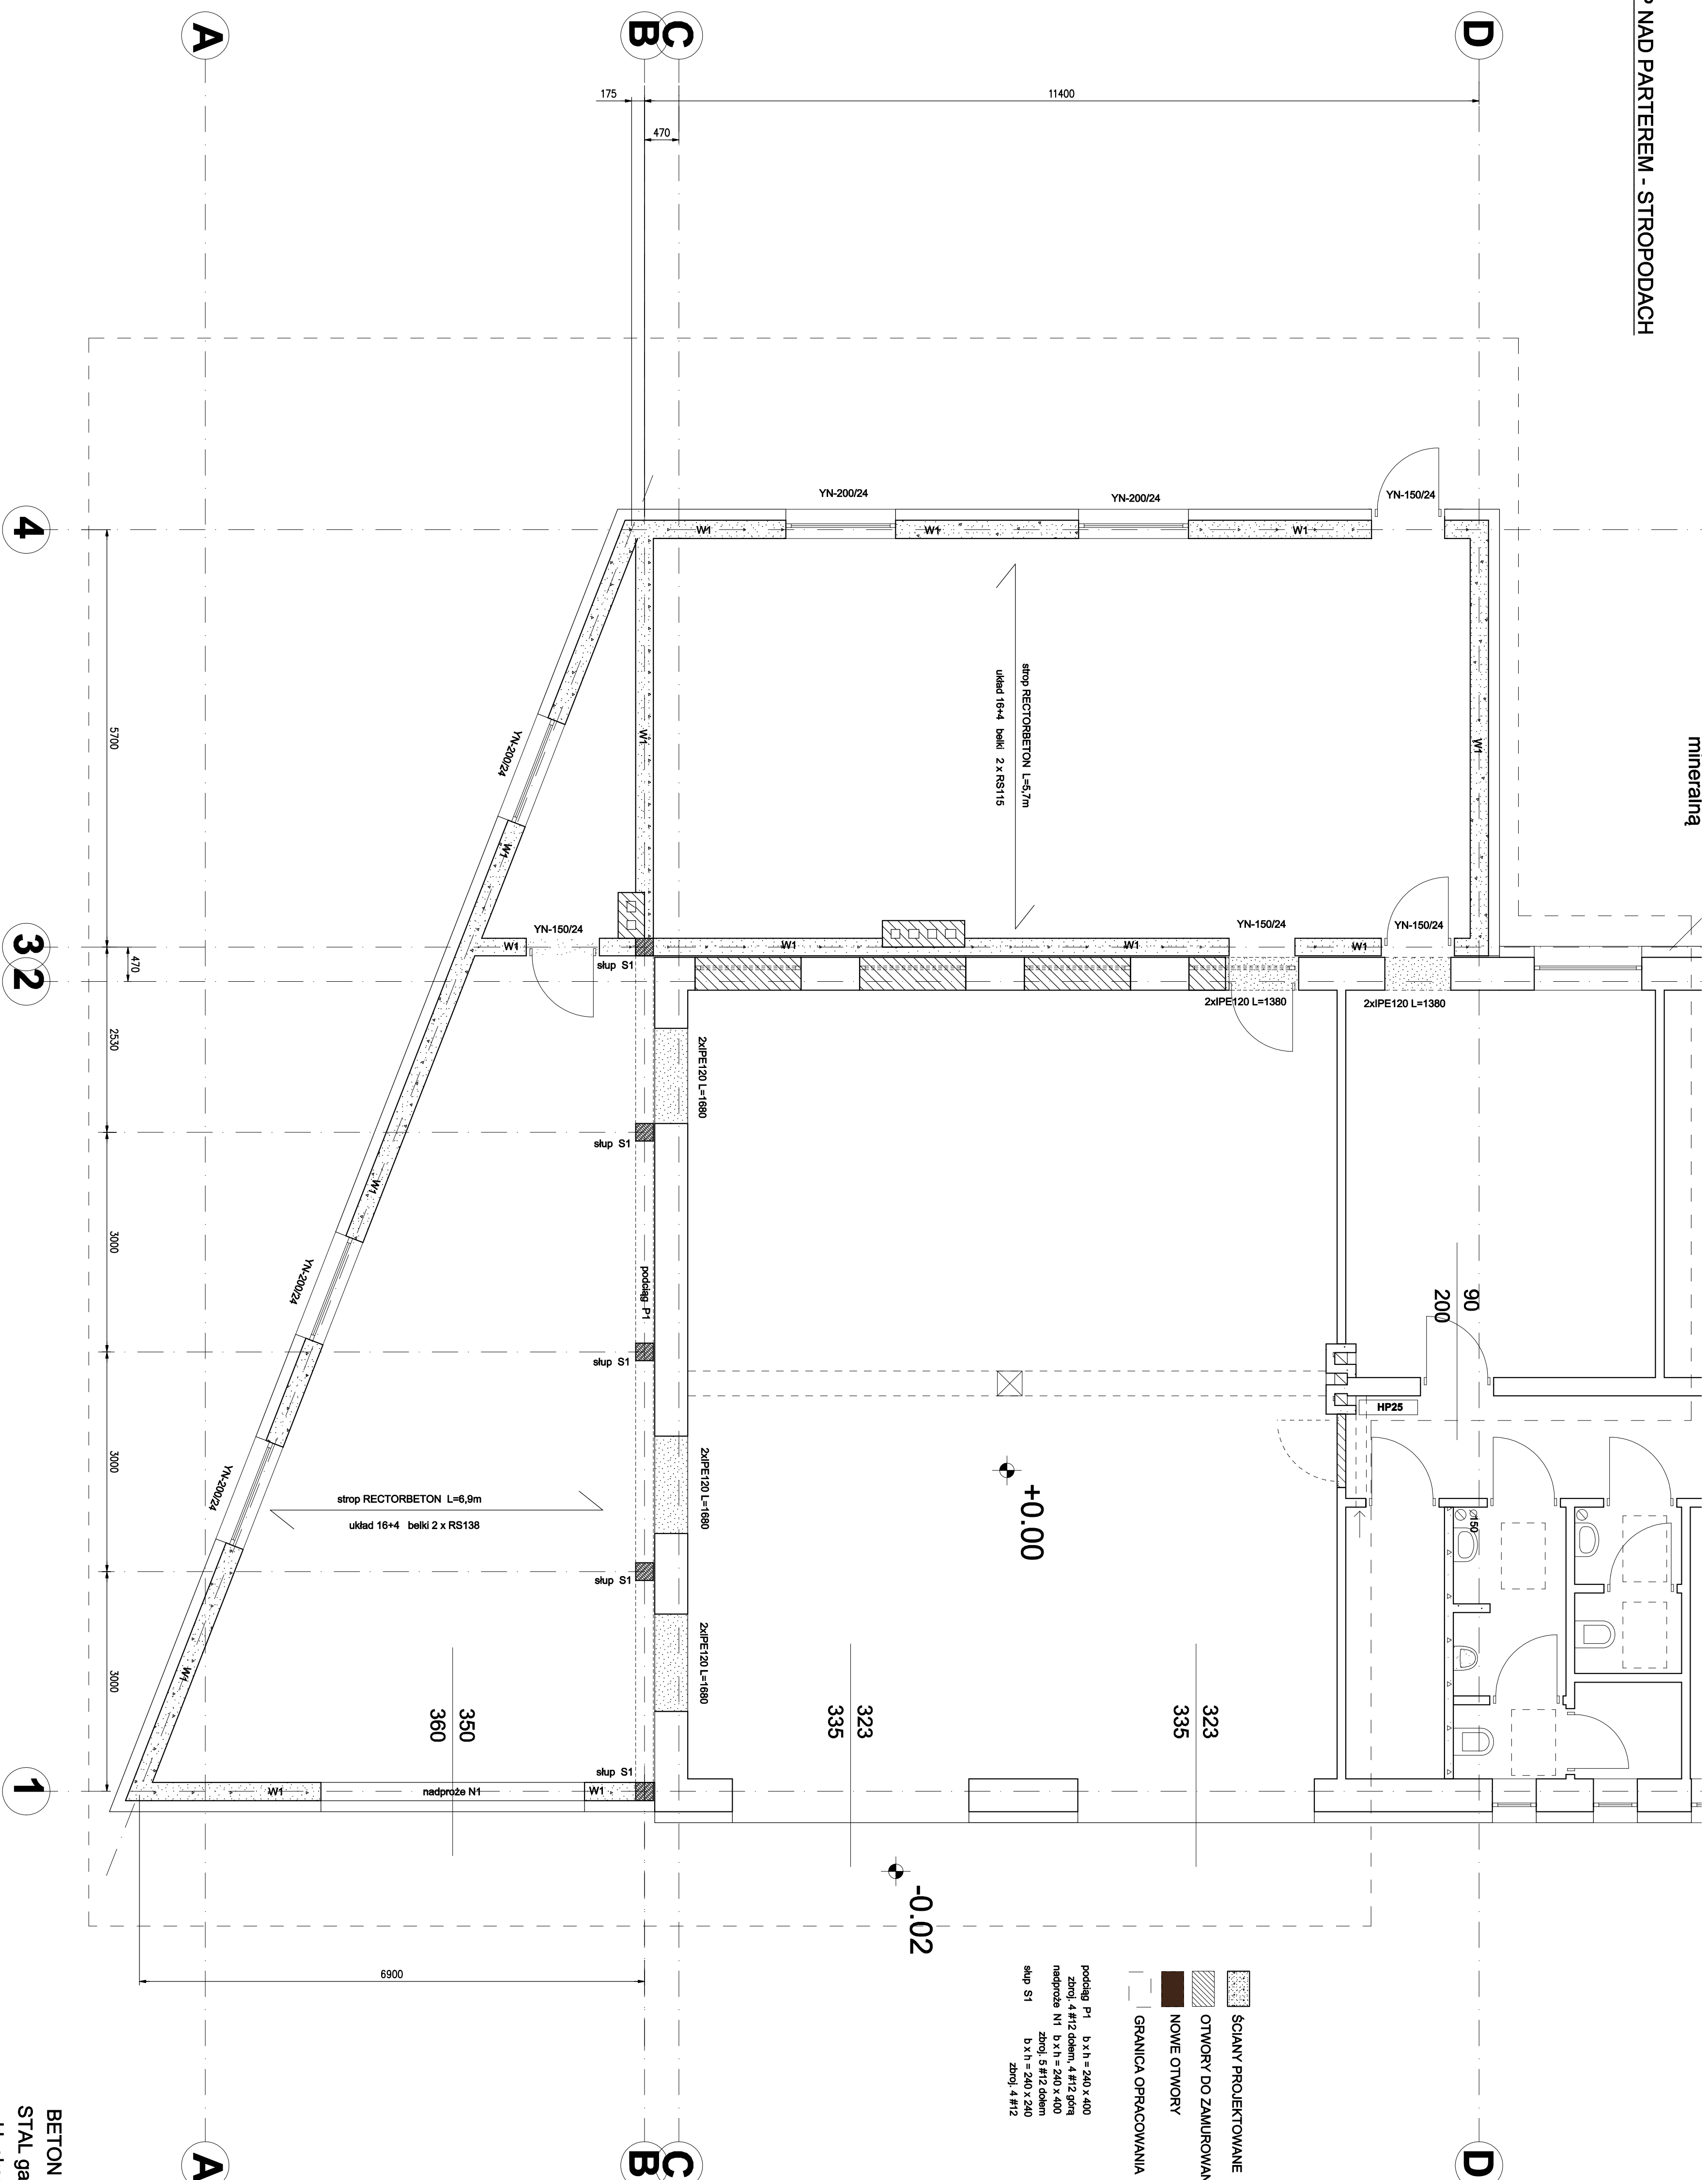 P NAD PARTEREM - STROPODACH
mineralną
A
B
C
D
175
11400
470
YN-200/24
YN-200/24
YN-150/24
W1
W1
W1
W1
W1
strop RECTORBETON L=5,7m
układ 16+4 belki 2 x RS115
YN-200/24
W1
4
5700
3
2
470
YN-150/24
W1
słup S1
W1
W1
YN-150/24
W1
YN-150/24
2xIPE120 L=1380
2xIPE120 L=1380
2530
2xIPE120 L=1680
słup S1
W1
3000
YN-200/24
podciąg P1
słup S1
90
200
HP25
3000
YN-200/24
strop RECTORBETON L=6,9m
układ 16+4 belki 2 x RS138
2xIPE120 L=1680
+0.00
150
słup S1
3000
W1
2xIPE120 L=1680
350
360
323
335
323
335
słup S1
1
W1
nadproże N1
W1
-0.02
6900
ŚCIANY PROJEKTOWANE
OTWORY DO
NOWE OTWORY
GRANICA OPRACOWANIA
podciąg P1 b x h = 240 x 400
zbroj. 4 #12 dołem, 4 #12 górą
nadproże N1 b x h = 240 x 400
zbroj. 5 #12 dołem
słup S1 b x h = 240 x 240
zbroj. 4 #12
BETON
STAL
A
B
C
D